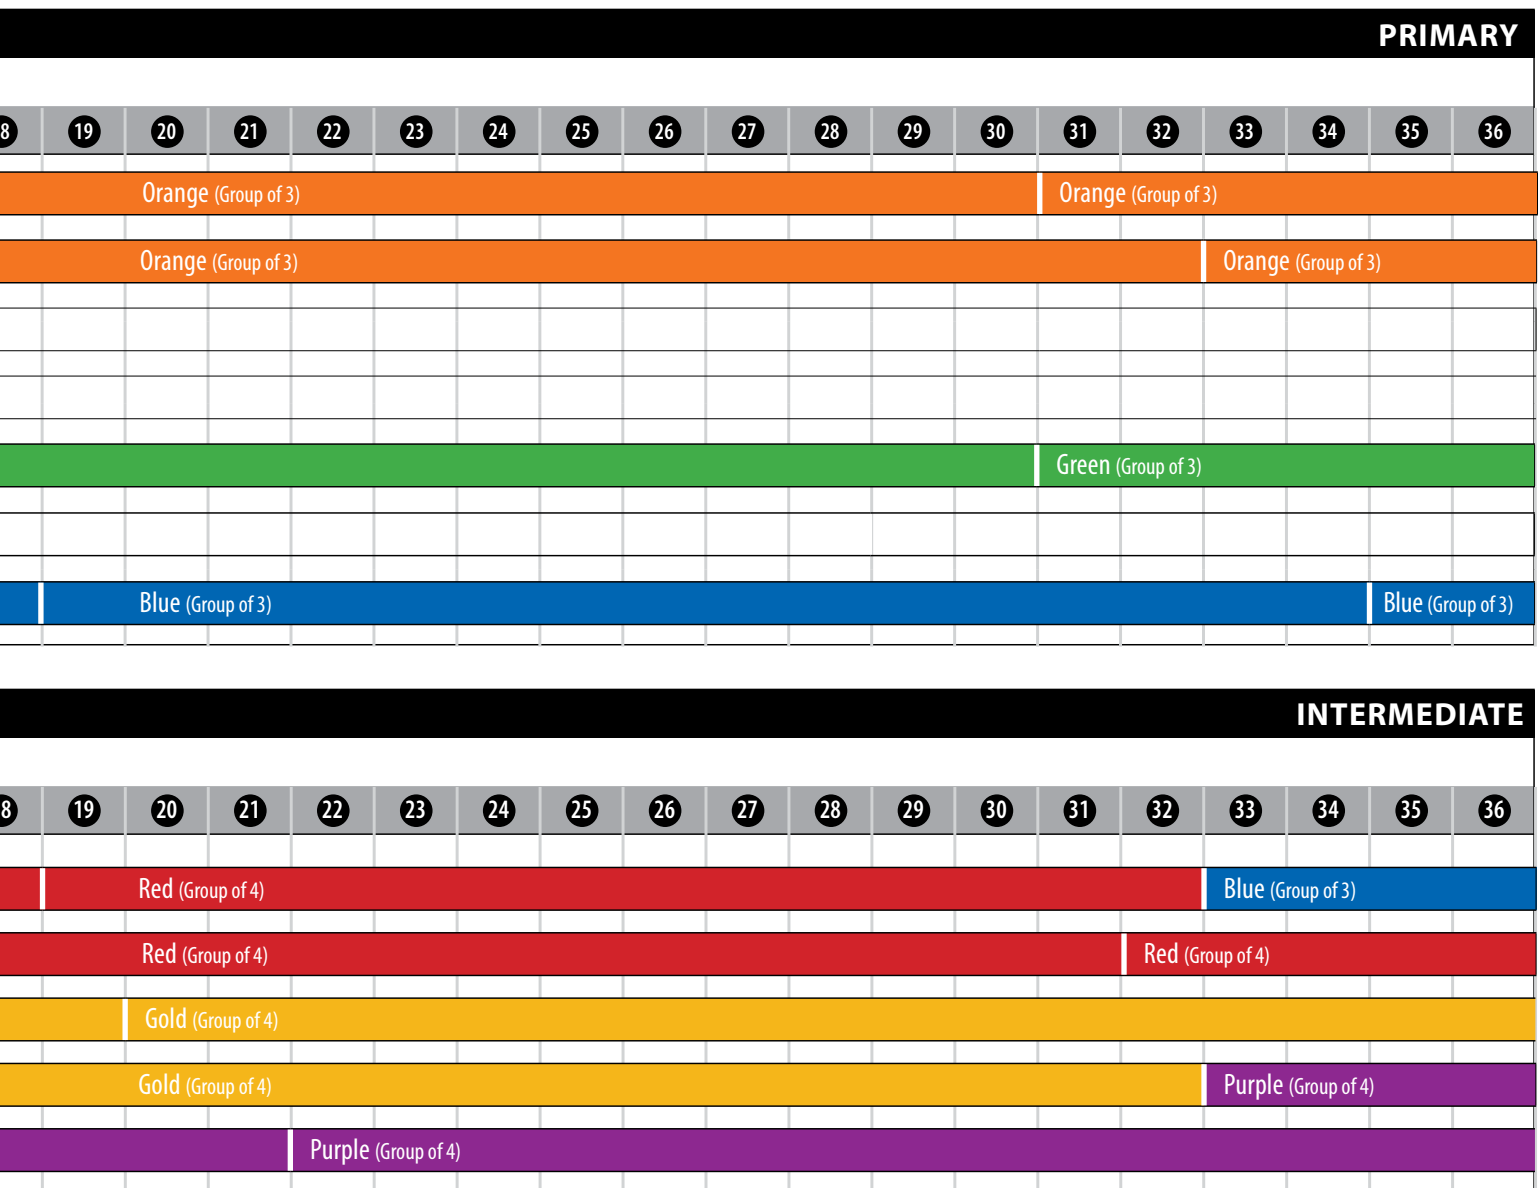 PRIMARY
8 19 20 21 22 23 24 25 26 27 28 29 30 31 32 33 34 35 36
Orange (Group of 3) Orange (Group of 3)
Orange (Group of 3) Orange (Group of 3)
Green (Group of 3)
Blue (Group of 3) Blue (Group of 3)
INTERMEDIATE
8 19 20 21 22 23 24 25 26 27 28 29 30 31 32 33 34 35 36
Red (Group of 4) Blue (Group of 3)
Red (Group of 4) Red (Group of 4)
Gold (Group of 4)
Gold (Group of 4) Purple (Group of 4)
Purple (Group of 4)